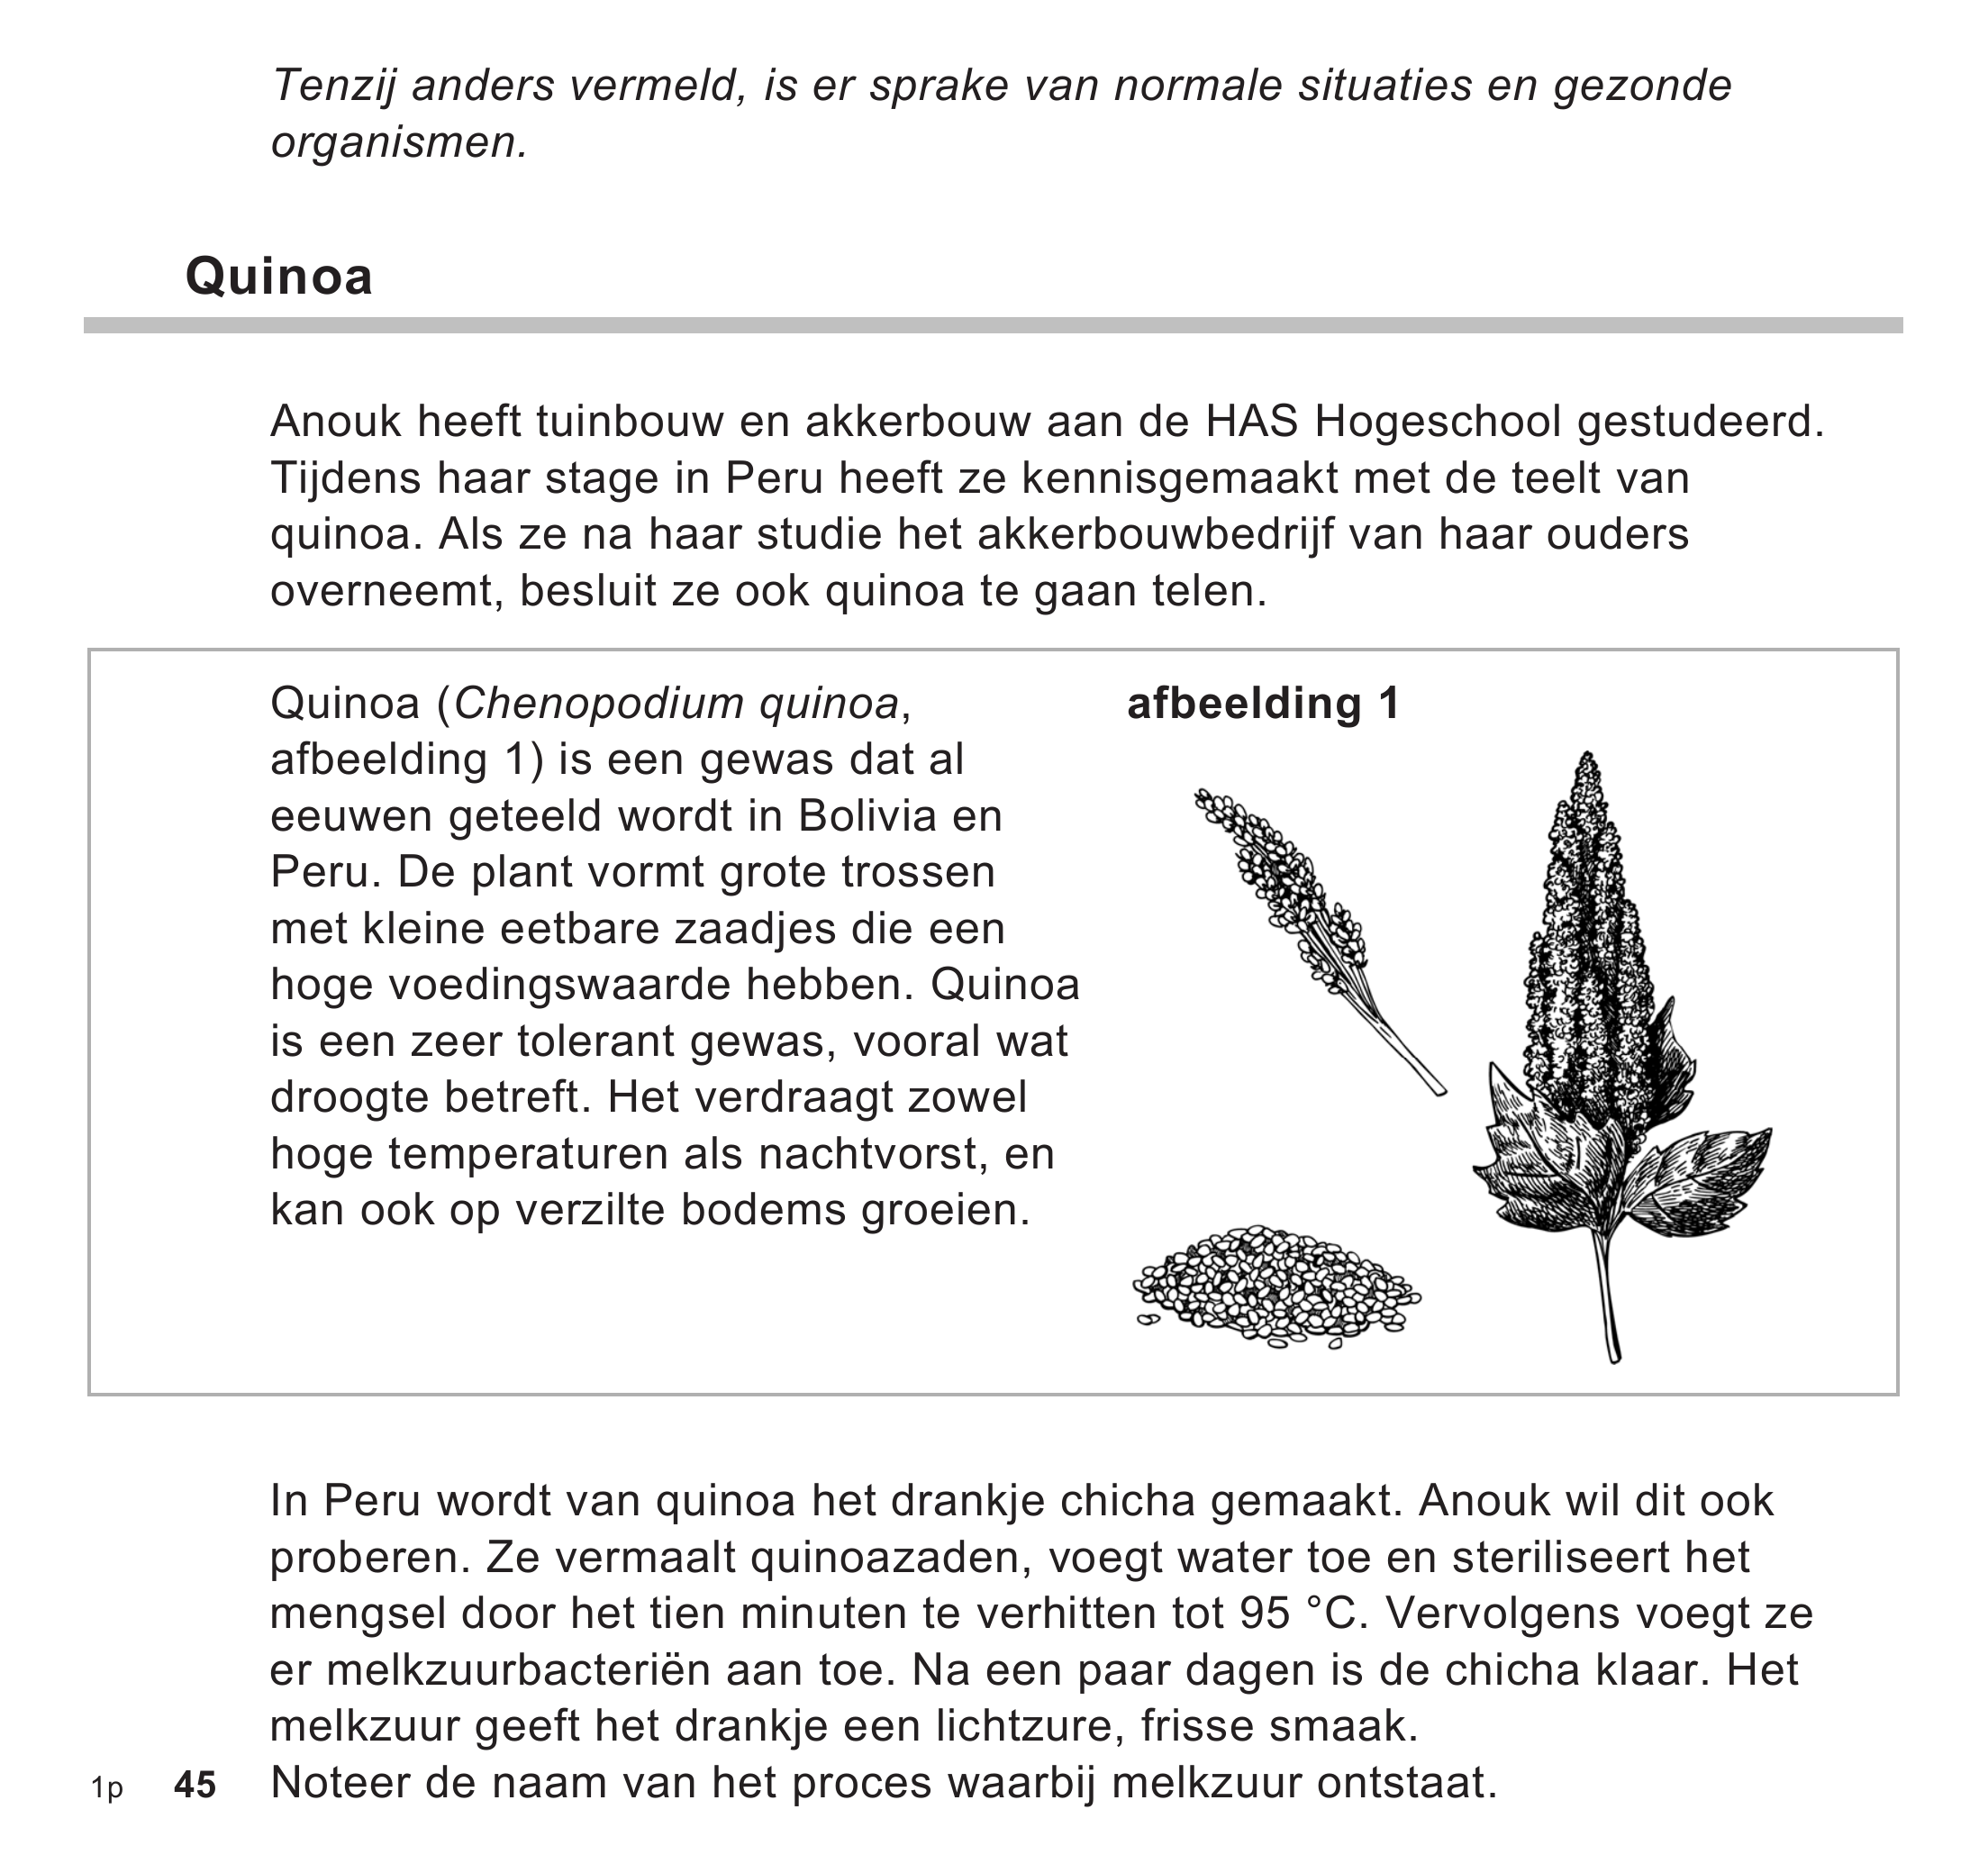 Tenzij anders vermeld, is er sprake van normale situaties en gezonde
organismen.
Quinoa
Anouk heeft tuinbouw en akkerbouw aan de HAS Hogeschool gestudeerd.
Tijdens haar stage in Peru heeft ze kennisgemaakt met de teelt van
quinoa. Als ze na haar studie het akkerbouwbedrijf van haar ouders
overneemt, besluit ze ook quinoa te gaan telen.
Quinoa (Chenopodium quinoa,
afbeelding 1) is een gewas dat al
eeuwen geteeld wordt in Bolivia en
Peru. De plant vormt grote trossen
met kleine eetbare zaadjes die een
hoge voedingswaarde hebben. Quinoa
is een zeer tolerant gewas, vooral wat
droogte betreft. Het verdraagt zowel
hoge temperaturen als nachtvorst, en
kan ook op verzilte bodems groeien.
afbeelding 1
In Peru wordt van quinoa het drankje chicha gemaakt. Anouk wil dit ook
proberen. Ze vermaalt quinoazaden, voegt water toe en steriliseert het
mengsel door het tien minuten te verhitten tot 95 °C. Vervolgens voegt ze
er melkzuurbacteriën aan toe. Na een paar dagen is de chicha klaar. Het
melkzuur geeft het drankje een lichtzure, frisse smaak.
1p 45 Noteer de naam van het proces waarbij melkzuur ontstaat.